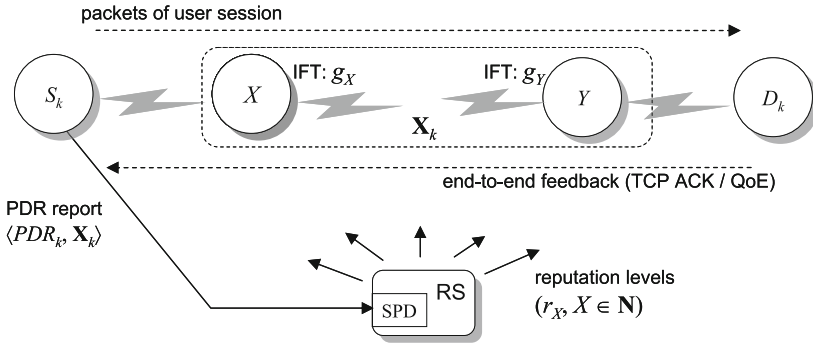 packets of user session
IFT: g_X
IFT: g_Y
S_k
X
Y
D_k
X_k
end-to-end feedback (TCP ACK / QoE)
PDR report
⟨PDR_k, X_k⟩
reputation levels
(r_X, X ∈ N)
RS
SPD